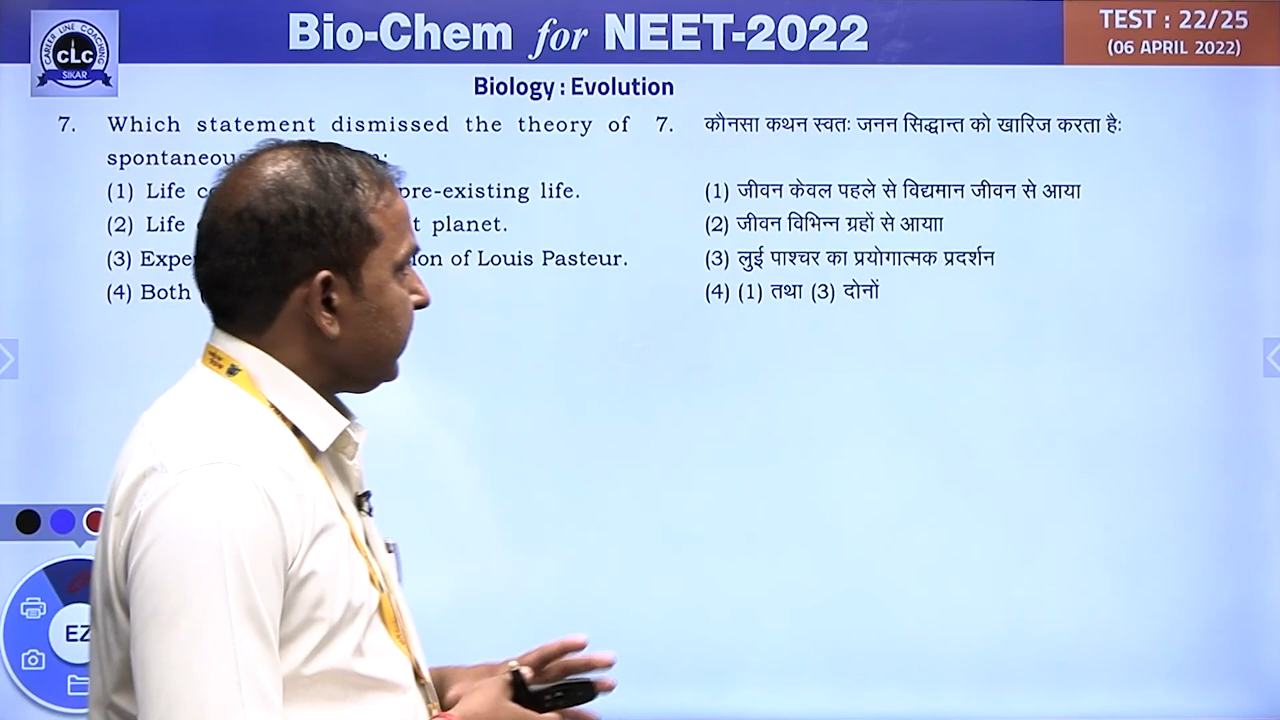 CAREER LINE COACHING
CLC
SIKAR
Bio-Chem for NEET-2022
TEST : 22/25
(06 APRIL 2022)
Biology : Evolution
7. Which statement dismissed the theory of
spontaneous
(1) Life pre-existing life.
(2) Life planet.
(3) of Louis Pasteur.
(4) Both
7. कौनसा कथन स्वतः जनन सिद्धान्त को खारिज करता हैः
(1) जीवन केवल पहले से विद्यमान जीवन से आया
(2) जीवन विभिन्न ग्रहों से आयाा
(3) लुई पाश्चर का प्रयोगात्मक प्रदर्शन
(4) (1) तथा (3) दोनों
EZ